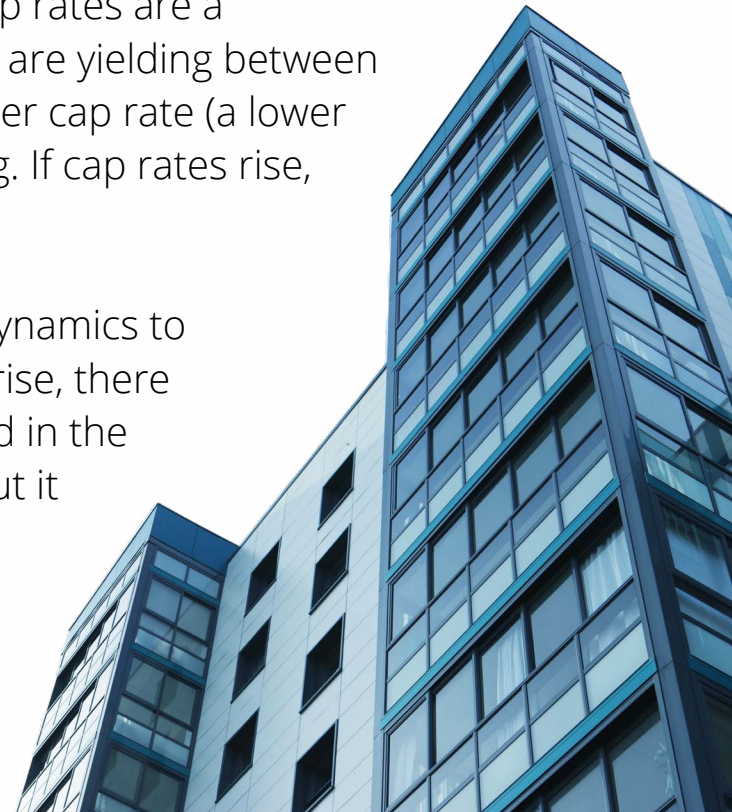 p rates are a
are yielding between
er cap rate (a lower
g. If cap rates rise,
ynamics to
rise, there
d in the
ut it